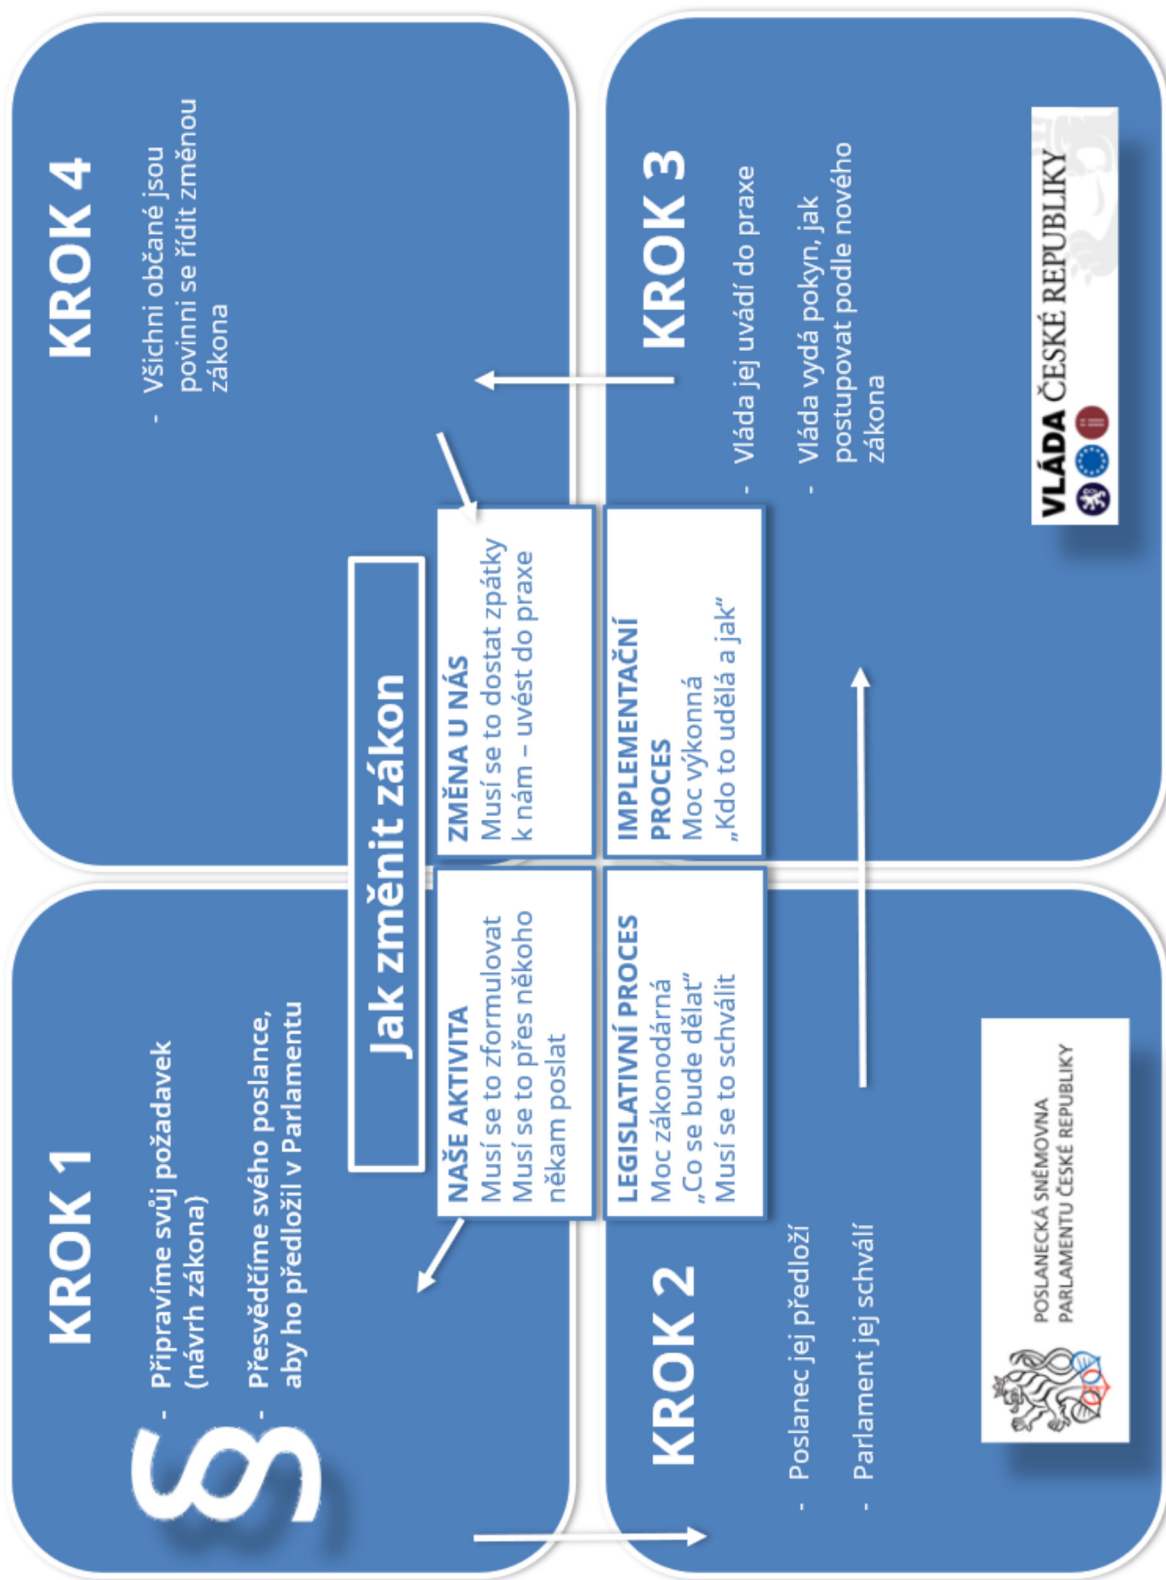 Jak změnit zákon
KROK 1
- Připravíme svůj požadavek
(návrh zákona)
- Přesvědčíme svého poslance,
aby ho předložil v Parlamentu
§
NAŠE AKTIVITA
Musí se to zformulovat
Musí se to přes někoho
někam poslat
KROK 2
- Poslanec jej předloží
- Parlament jej schválí
LEGISLATIVNÍ PROCES
Moc zákonodárná
„Co se bude dělat“
Musí se to schválit
POSLANECKÁ SNĚMOVNA
PARLAMENTU ČESKÉ REPUBLIKY
KROK 3
- Vláda jej uvádí do praxe
- Vláda vydá pokyn, jak
postupovat podle nového
zákona
IMPLEMENTAČNÍ
PROCES
Moc výkonná
„Kdo to udělá a jak“
VLÁDA ČESKÉ REPUBLIKY
KROK 4
- Všichni občané jsou
povinni se řídit změnou
zákona
ZMĚNA U NÁS
Musí se to dostat zpátky
k nám – uvést do praxe